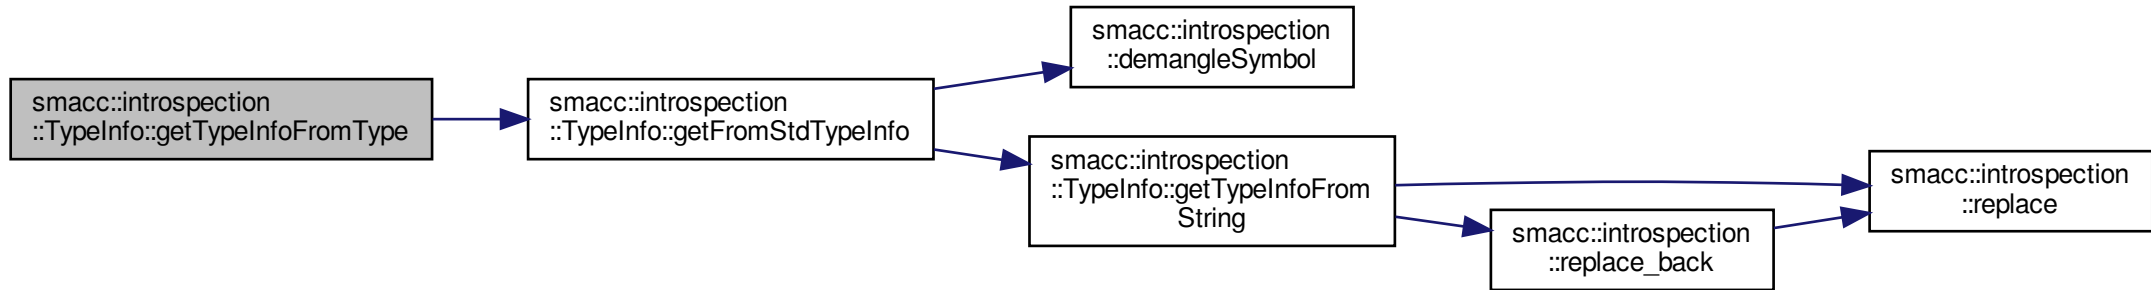 smacc::introspection
::TypeInfo::getTypeInfoFromType
smacc::introspection
::TypeInfo::getFromStdTypeInfo
smacc::introspection
::demangleSymbol
smacc::introspection
::TypeInfo::getTypeInfoFrom
String
smacc::introspection
::replace_back
smacc::introspection
::replace